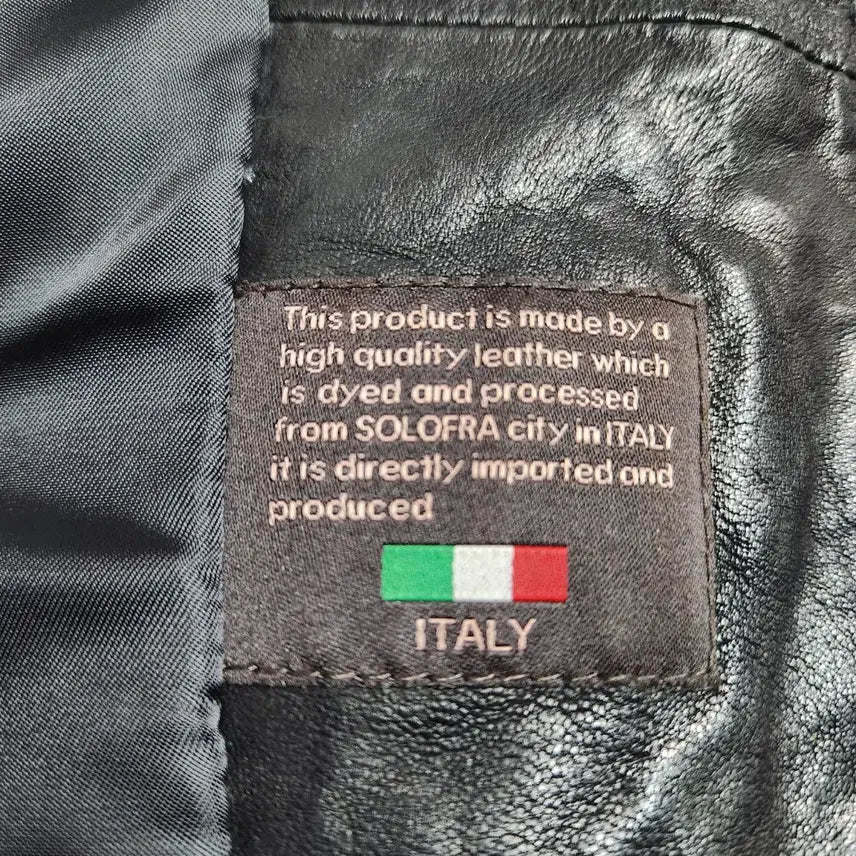 This product is made by a
high quality leather which
is dyed and processed
from SOLOFRA city in ITALY
it is directly imported and
produced
ITALY